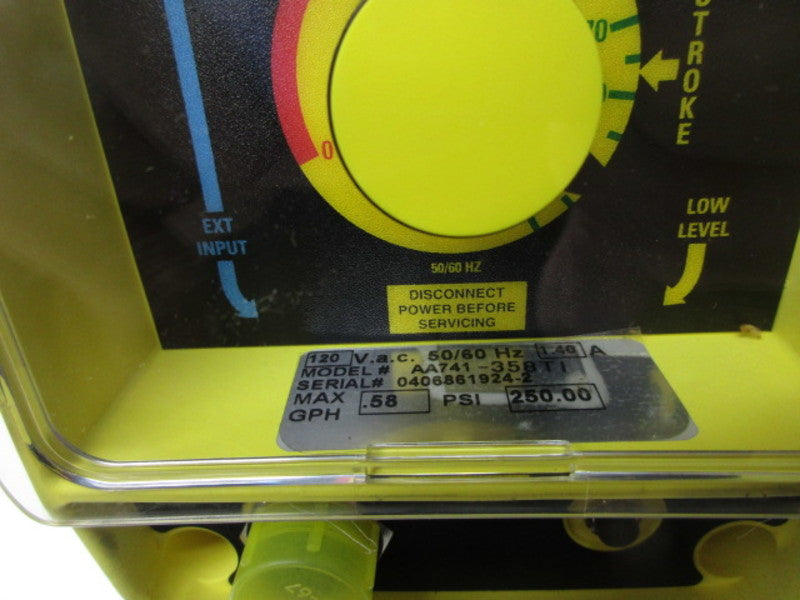 70
STROKE
0
EXT
INPUT
LOW
LEVEL
50/60 HZ
DISCONNECT
POWER BEFORE
SERVICING
120 V.a.c. 50/60 Hz 1.40 A
MODEL # AA741-358TI
SERIAL# 0406861924-2
MAX .58 PSI 250.00
GPH